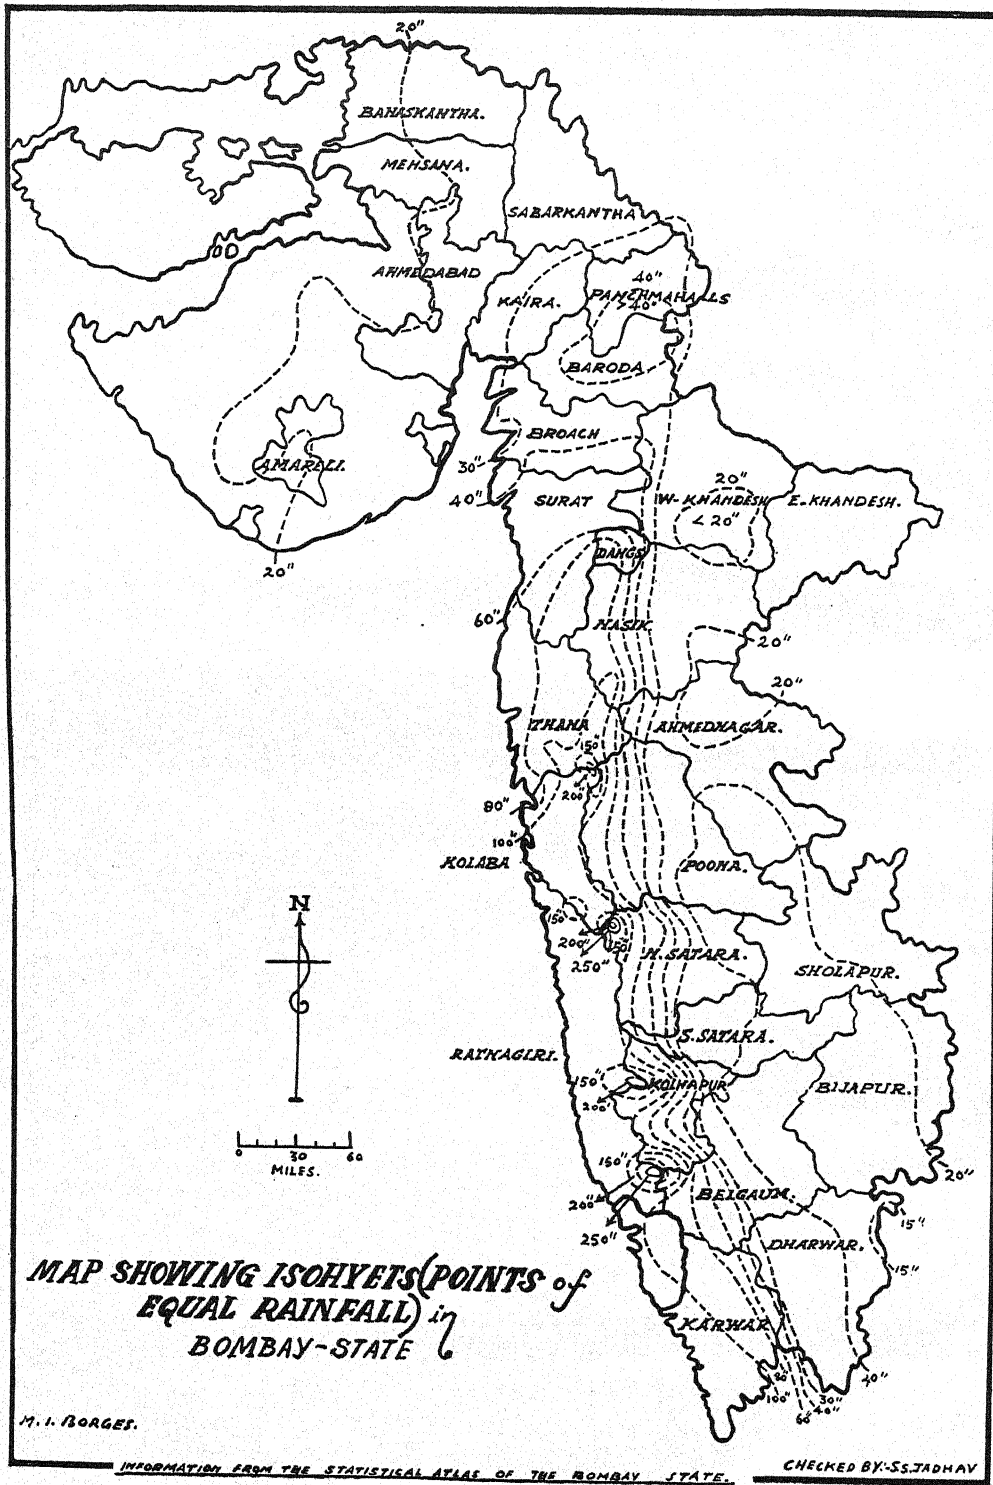 20"
BANASKANTHA.
MEHSANA.
SABARKANTHA
AHMEDABAD
40"
KAIRA.
PANCHMAHALLS
>40"
BARODA
BROACH
AMARELI.
30"
20"
40"
SURAT
W-KHANDESH
E.KHANDESH.
< 20"
DANGS
20"
60"
NASIK
20"
20"
THANA
AHMEDNAGAR.
150"
200"
80"
100"
KOLABA
POONA.
N
150"
200"
150"
250"
N.SATARA.
SHOLAPUR.
S.SATARA.
RATNAGIRI.
150"
KOLHAPUR
BIJAPUR.
200"
0 30 60
MILES.
150"
20"
200"
BELGAUM.
15"
250"
DHARWAR.
15"
MAP SHOWING ISOHYETS(POINTS of
EQUAL RAINFALL) in
BOMBAY-STATE
KARWAR
40"
80"
100"
30"
40"
60"
M. I. BORGES.
INFORMATION FROM THE STATISTICAL ATLAS OF THE BOMBAY STATE.
CHECKED BY:-S.S.JADHAV